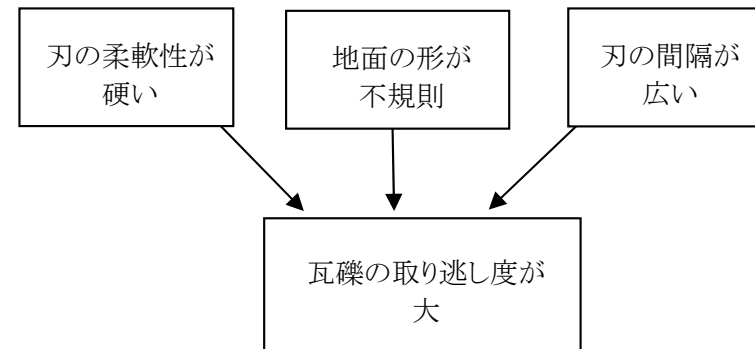 刃の柔軟性が
硬い
地面の形が
不規則
刃の間隔が
広い
瓦礫の取り逃し度が
大